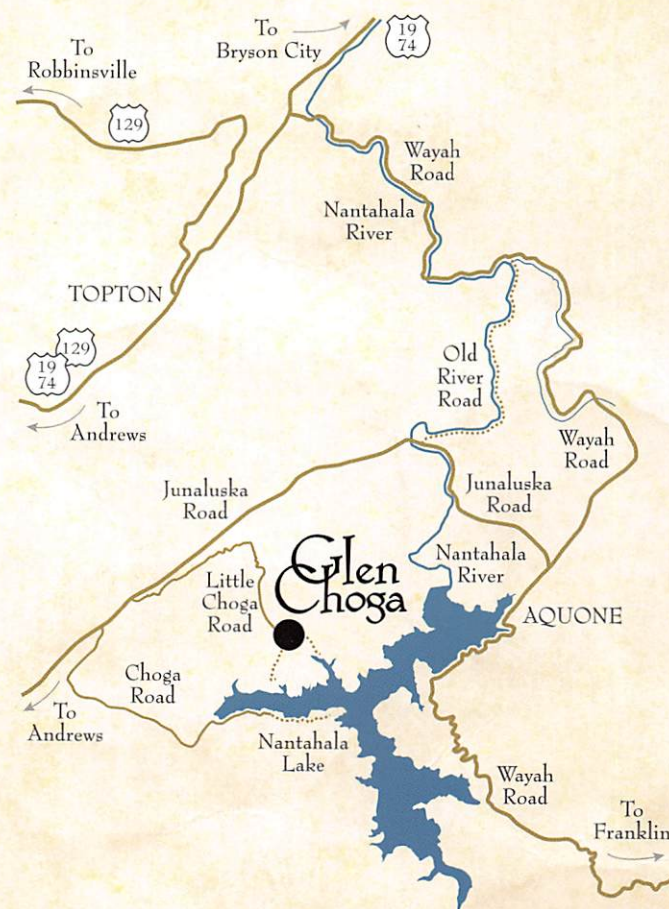 To
Bryson City
19
74
To
Robbinsville
129
Wayah
Road
Nantahala
River
TOPTON
129
19
74
To
Andrews
Old
River
Road
Wayah
Road
Junaluska
Road
Junaluska
Road
Glen
Choga
Nantahala
River
Little
Choga
Road
AQUONE
Choga
Road
To
Andrews
Nantahala
Lake
Wayah
Road
To
Franklin